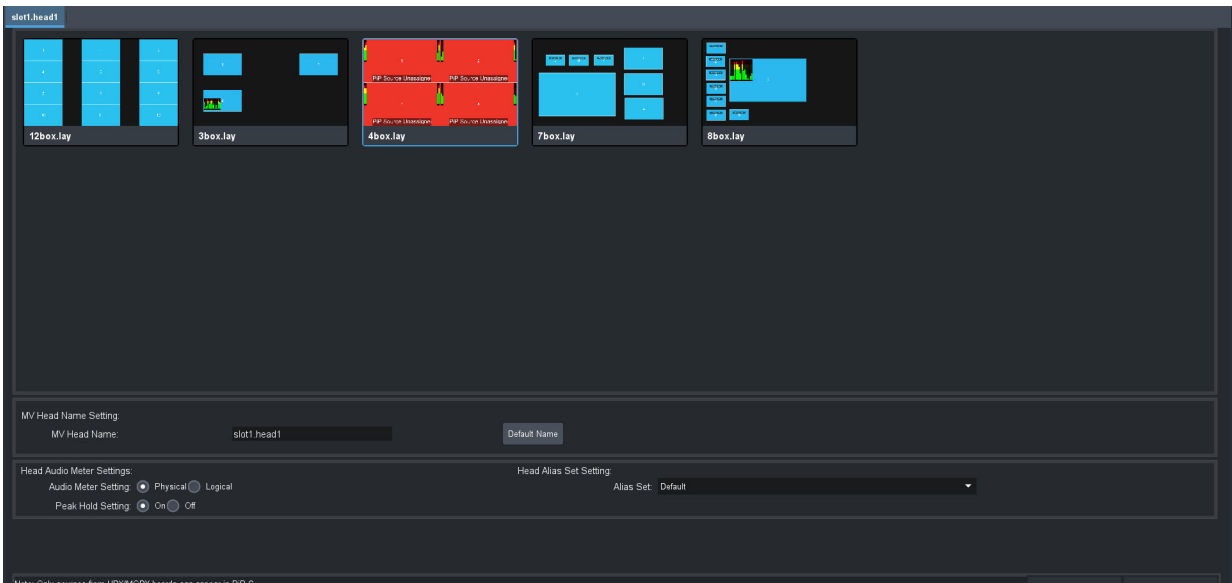 slot1.head1
PiP Source Unassigne PiP Source Unassigne
PiP Source Unassigne PiP Source Unassigne
12box.lay 3box.lay 4box.lay 7box.lay 8box.lay
MV Head Name Setting:
MV Head Name: slot1.head1 Default Name
Head Audio Meter Settings: Head Alias Set Setting:
Audio Meter Setting: Physical Logical Alias Set: Default
Peak Hold Setting: On Off